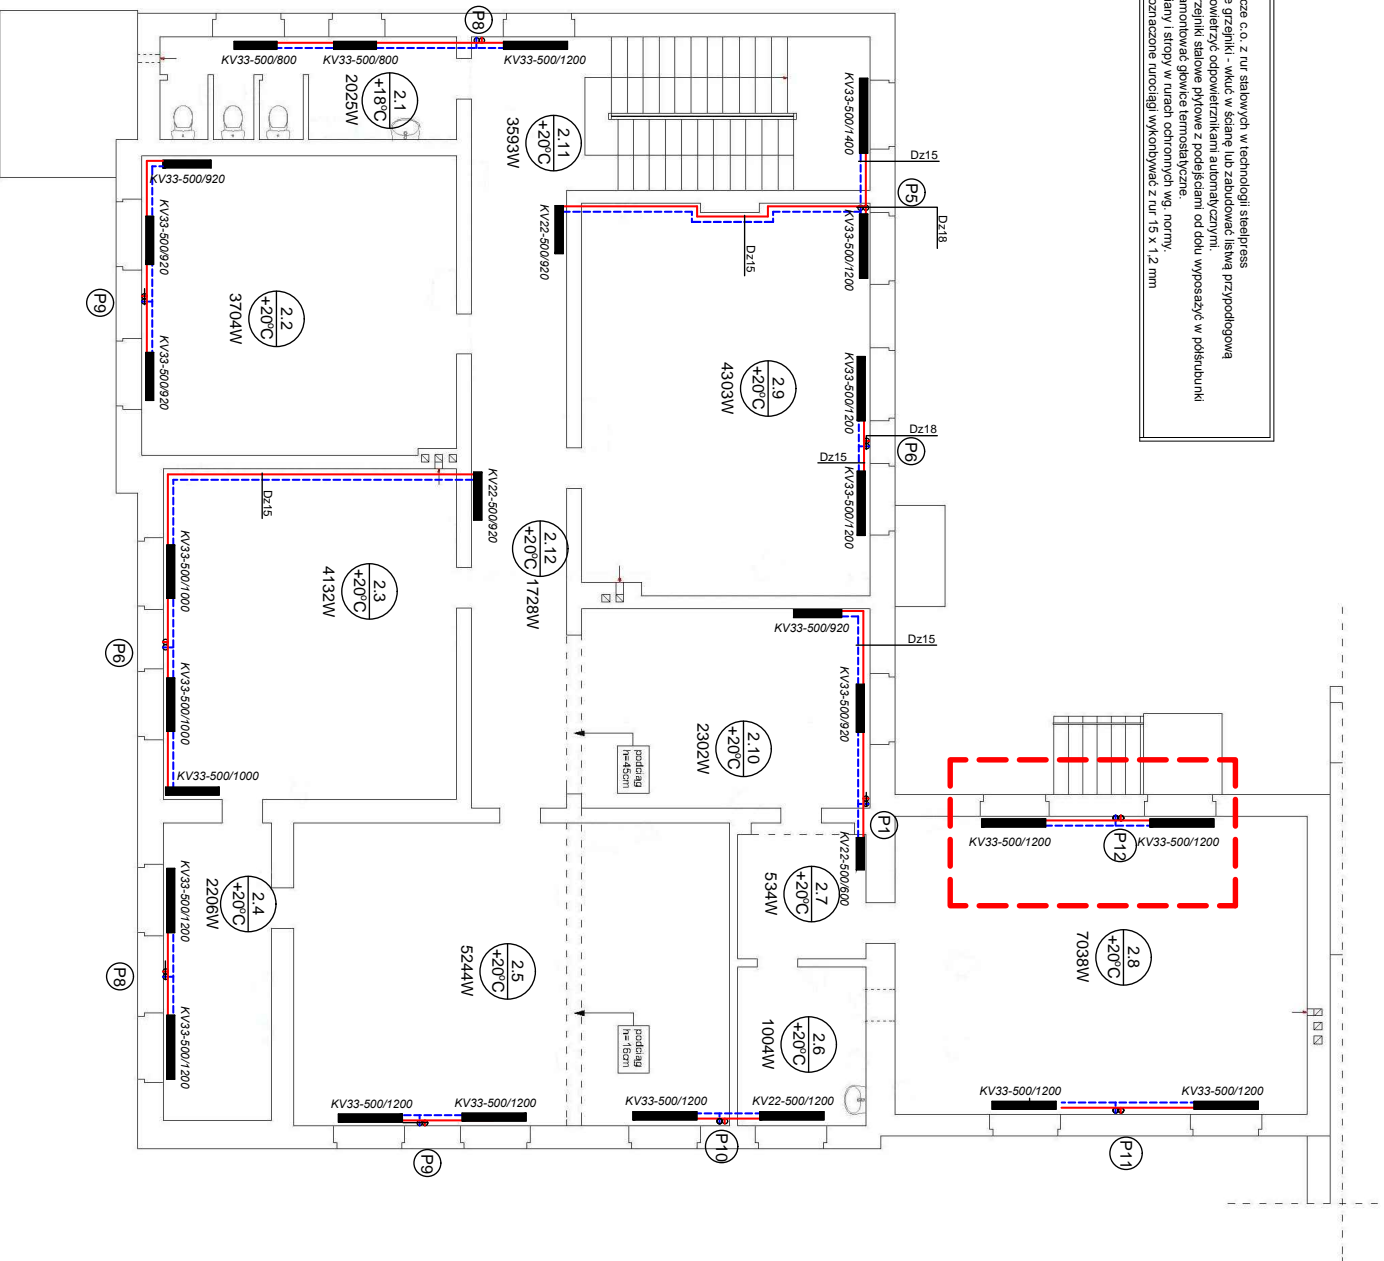 cze c.o. z rur stalowych w technologii steelpress
e grzejniki - wkuć w ścianę lub zabudować listwą przypodłogową
owietrzyć odpowietrznikami automatycznymi.
zejniki stalowe płytowe z podejściami od dołu wyposażyć w półśrubunki
amontować głowice termostatyczne.
iany i stropy w rurach ochronnych wg. normy.
oznaczone rurociągi wykonbywać z rur 15 x 1,2 mm
P8
KV33-500/800
KV33-500/800
KV33-500/1200
2.1
+18°C
2025W
2.11
+20°C
3593W
KV33-500/1400
Dz15
P5
Dz18
KV33-500/920
KV33-500/920
KV33-500/920
P9
2.2
+20°C
3704W
KV22-500/920
Dz15
KV33-500/1200
2.9
+20°C
4303W
KV33-500/1200
Dz18
P6
Dz15
KV33-500/1200
Dz15
KV22-500/920
2.12
+20°C
1728W
2.3
+20°C
4132W
KV33-500/1000
P6
KV33-500/1000
KV33-500/1000
KV33-500/920
Dz15
KV33-500/920
2.10
+20°C
2302W
podciąg
h=45cm
P1
KV22-500/600
2.7
+20°C
534W
KV33-500/1200
P12
KV33-500/1200
2.8
+20°C
7038W
2.4
+20°C
2206W
KV33-500/1200
P8
KV33-500/1200
2.5
+20°C
5244W
podciąg
h=16cm
2.6
+20°C
1004W
KV33-500/1200
KV33-500/1200
P9
KV33-500/1200
KV22-500/1200
P10
KV33-500/1200
KV33-500/1200
P11